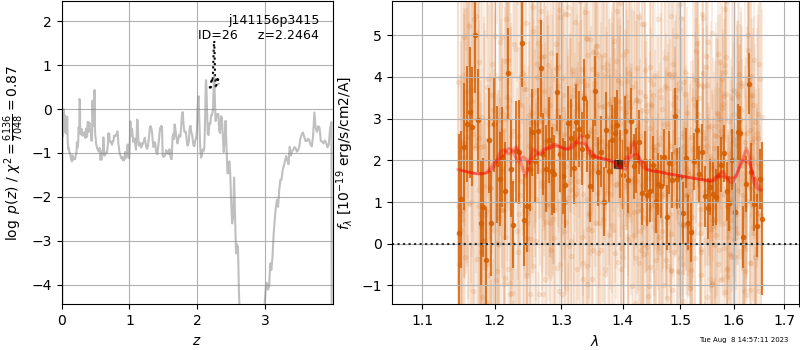 j141156p3415
ID=26 z=2.2464
log p(z) / χ² = 6136/7048 = 0.87
2
1
0
−1
−2
−3
−4
0 1 2 3
z
fλ [10⁻¹⁹ erg/s/cm2/A]
5
4
3
2
1
0
−1
1.1 1.2 1.3 1.4 1.5 1.6 1.7
λ
Tue Aug 8 14:57:11 2023